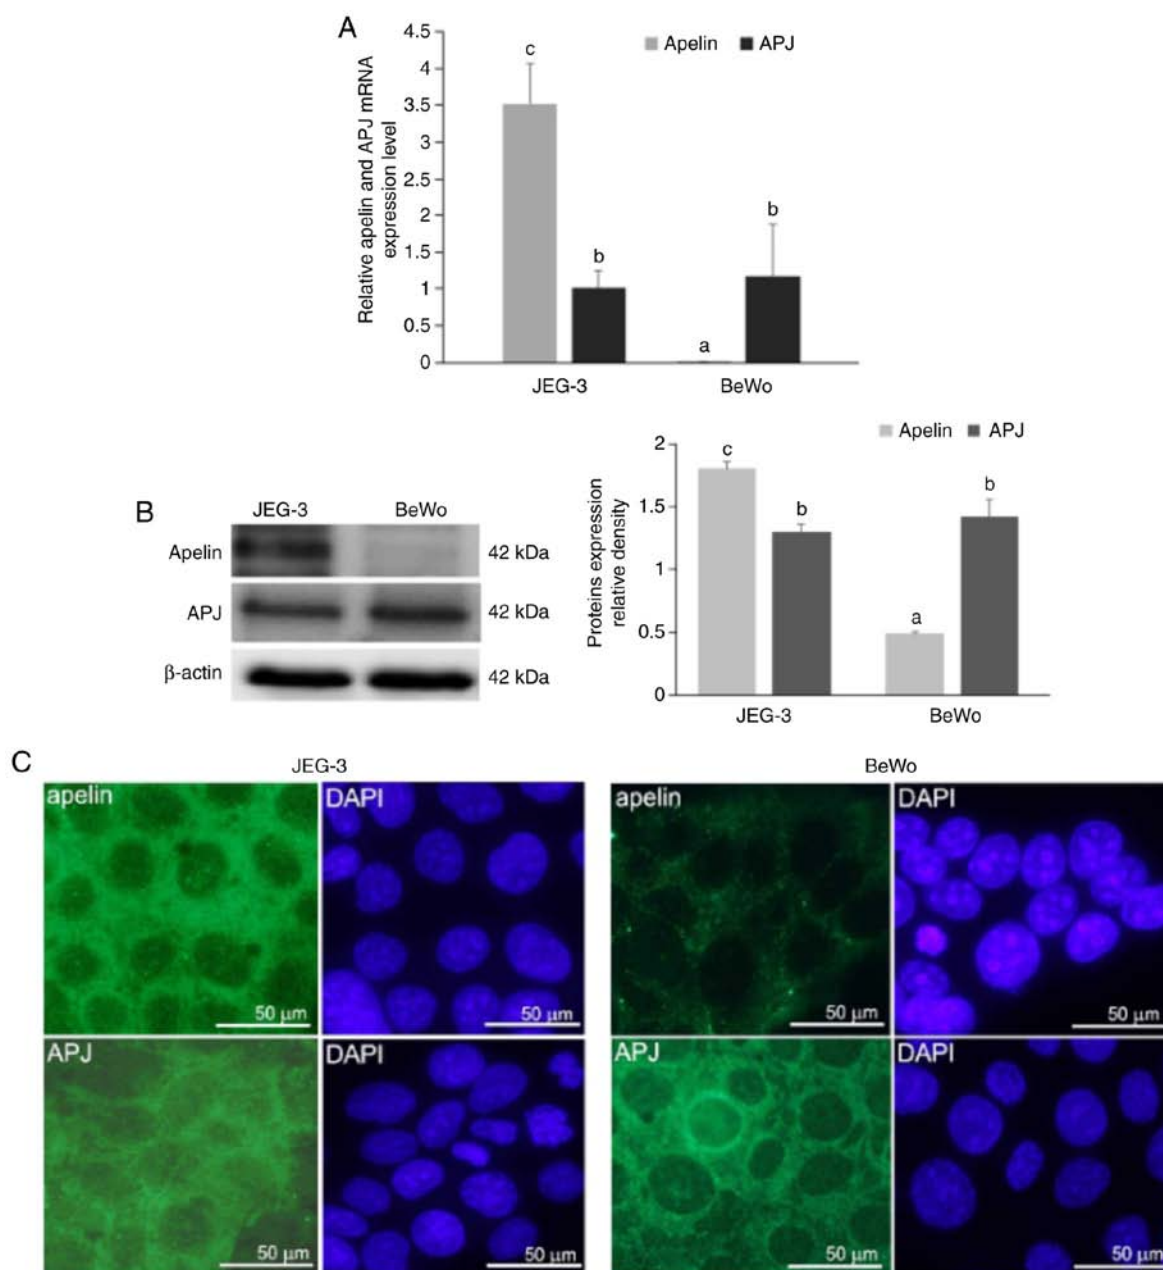 A
Apelin APJ
Relative apelin and APJ mRNA
expression level
4.5
4
3.5
3
2.5
2
1.5
1
0.5
0
c
b
a
b
JEG-3 BeWo
B
JEG-3 BeWo
Apelin 42 kDa
APJ 42 kDa
β-actin 42 kDa
Apelin APJ
Proteins expression
relative density
2
1.5
1
0.5
0
c
b
a
b
JEG-3 BeWo
C
JEG-3 BeWo
apelin DAPI apelin DAPI
50 μm 50 μm 50 μm 50 μm
APJ DAPI APJ DAPI
50 μm 50 μm 50 μm 50 μm